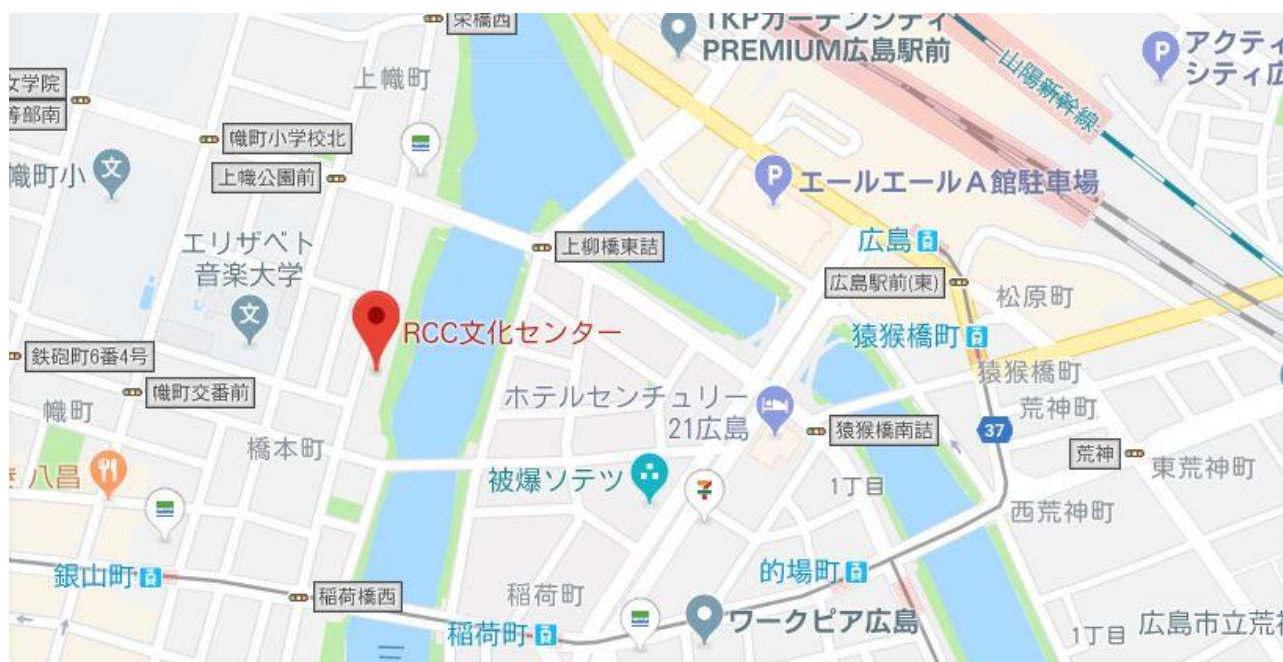 栄橋西
TKPガーデンシティ
PREMIUM広島駅前
アクティ
シティ広
山陽新幹線
上幟町
女学院
等部南
幟町小学校北
幟町小
上幟公園前
エールエールA館駐車場
エリザベト
音楽大学
上柳橋東詰
広島
広島駅前(東)
松原町
RCC文化センター
猿猴橋町
鉄砲町6番4号
幟町交番前
猿猴橋町
幟町
ホテルセンチュリー
21広島
荒神町
橋本町
猿猴橋南詰
37
荒神
東荒神町
八昌
被爆ソテツ
7
1丁目
西荒神町
銀山町
稲荷橋西
稲荷町
的場町
稲荷町
ワークピア広島
1丁目
広島市立荒神